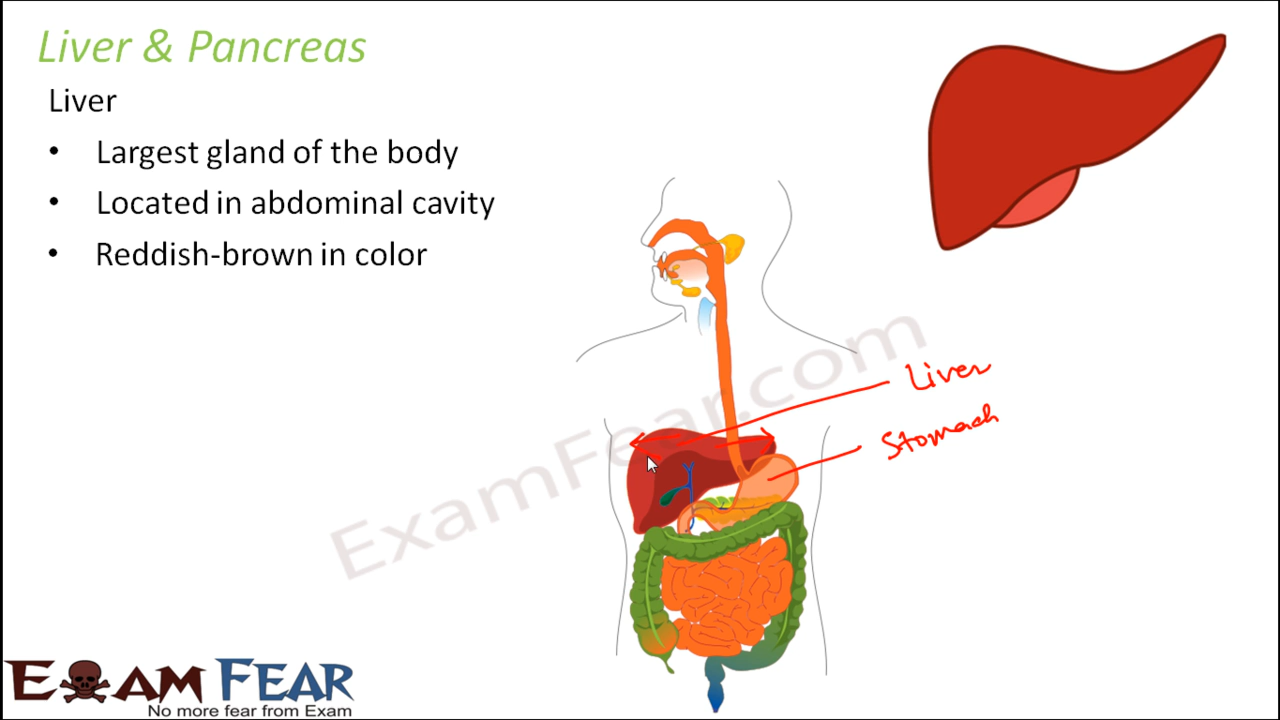 Liver & Pancreas
Liver
• Largest gland of the body
• Located in abdominal cavity
• Reddish-brown in color
Liver
Stomach
ExamFear.com
EXAM FEAR
No more fear from Exam